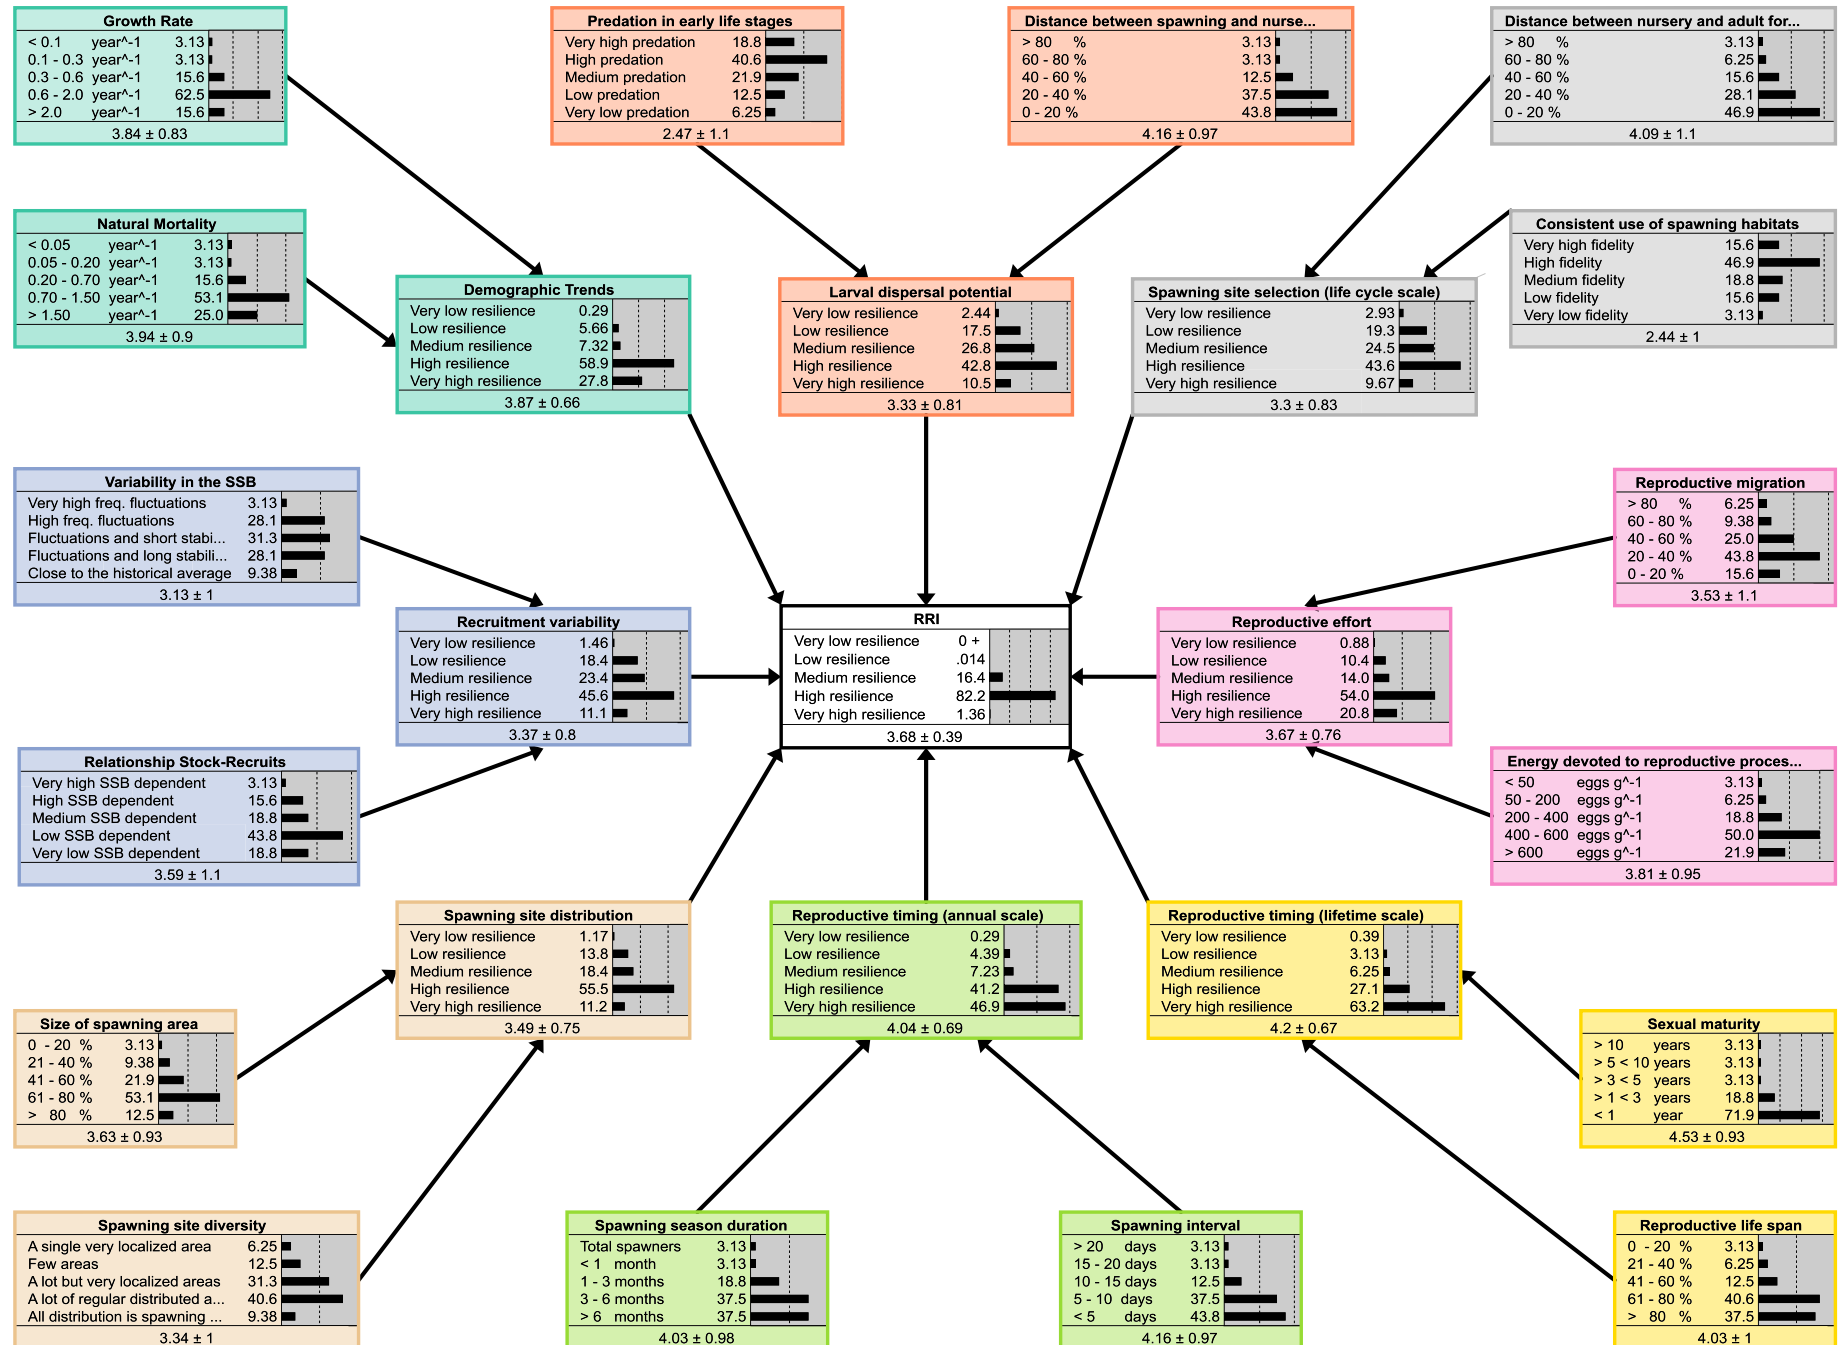 Growth Rate
< 0.1 year^-1 3.13
0.1 - 0.3 year^-1 3.13
0.3 - 0.6 year^-1 15.6
0.6 - 2.0 year^-1 62.5
> 2.0 year^-1 15.6
3.84 ± 0.83
Predation in early life stages
Very high predation 18.8
High predation 40.6
Medium predation 21.9
Low predation 12.5
Very low predation 6.25
2.47 ± 1.1
Distance between spawning and nurse...
> 80 % 3.13
60 - 80 % 3.13
40 - 60 % 12.5
20 - 40 % 37.5
0 - 20 % 43.8
4.16 ± 0.97
Distance between nursery and adult for...
> 80 % 3.13
60 - 80 % 6.25
40 - 60 % 15.6
20 - 40 % 28.1
0 - 20 % 46.9
4.09 ± 1.1
Natural Mortality
< 0.05 year^-1 3.13
0.05 - 0.20 year^-1 3.13
0.20 - 0.70 year^-1 15.6
0.70 - 1.50 year^-1 53.1
> 1.50 year^-1 25.0
3.94 ± 0.9
Consistent use of spawning habitats
Very high fidelity 15.6
High fidelity 46.9
Medium fidelity 18.8
Low fidelity 15.6
Very low fidelity 3.13
2.44 ± 1
Demographic Trends
Very low resilience 0.29
Low resilience 5.66
Medium resilience 7.32
High resilience 58.9
Very high resilience 27.8
3.87 ± 0.66
Larval dispersal potential
Very low resilience 2.44
Low resilience 17.5
Medium resilience 26.8
High resilience 42.8
Very high resilience 10.5
3.33 ± 0.81
Spawning site selection (life cycle scale)
Very low resilience 2.93
Low resilience 19.3
Medium resilience 24.5
High resilience 43.6
Very high resilience 9.67
3.3 ± 0.83
Variability in the SSB
Very high freq. fluctuations 3.13
High freq. fluctuations 28.1
Fluctuations and short stabi... 31.3
Fluctuations and long stabili... 28.1
Close to the historical average 9.38
3.13 ± 1
Reproductive migration
> 80 % 6.25
60 - 80 % 9.38
40 - 60 % 25.0
20 - 40 % 43.8
0 - 20 % 15.6
3.53 ± 1.1
Recruitment variability
Very low resilience 1.46
Low resilience 18.4
Medium resilience 23.4
High resilience 45.6
Very high resilience 11.1
3.37 ± 0.8
RRI
Very low resilience 0 +
Low resilience .014
Medium resilience 16.4
High resilience 82.2
Very high resilience 1.36
3.68 ± 0.39
Reproductive effort
Very low resilience 0.88
Low resilience 10.4
Medium resilience 14.0
High resilience 54.0
Very high resilience 20.8
3.67 ± 0.76
Relationship Stock-Recruits
Very high SSB dependent 3.13
High SSB dependent 15.6
Medium SSB dependent 18.8
Low SSB dependent 43.8
Very low SSB dependent 18.8
3.59 ± 1.1
Energy devoted to reproductive proces...
< 50 eggs g^-1 3.13
50 - 200 eggs g^-1 6.25
200 - 400 eggs g^-1 18.8
400 - 600 eggs g^-1 50.0
> 600 eggs g^-1 21.9
3.81 ± 0.95
Spawning site distribution
Very low resilience 1.17
Low resilience 13.8
Medium resilience 18.4
High resilience 55.5
Very high resilience 11.2
3.49 ± 0.75
Reproductive timing (annual scale)
Very low resilience 0.29
Low resilience 4.39
Medium resilience 7.23
High resilience 41.2
Very high resilience 46.9
4.04 ± 0.69
Reproductive timing (lifetime scale)
Very low resilience 0.39
Low resilience 3.13
Medium resilience 6.25
High resilience 27.1
Very high resilience 63.2
4.2 ± 0.67
Size of spawning area
0 - 20 % 3.13
21 - 40 % 9.38
41 - 60 % 21.9
61 - 80 % 53.1
> 80 % 12.5
3.63 ± 0.93
Sexual maturity
> 10 years 3.13
> 5 < 10 years 3.13
> 3 < 5 years 3.13
> 1 < 3 years 18.8
< 1 year 71.9
4.53 ± 0.93
Spawning site diversity
A single very localized area 6.25
Few areas 12.5
A lot but very localized areas 31.3
A lot of regular distributed a... 40.6
All distribution is spawning ... 9.38
3.34 ± 1
Spawning season duration
Total spawners 3.13
< 1 month 3.13
1 - 3 months 18.8
3 - 6 months 37.5
> 6 months 37.5
4.03 ± 0.98
Spawning interval
> 20 days 3.13
15 - 20 days 3.13
10 - 15 days 12.5
5 - 10 days 37.5
< 5 days 43.8
4.16 ± 0.97
Reproductive life span
0 - 20 % 3.13
21 - 40 % 6.25
41 - 60 % 12.5
61 - 80 % 40.6
> 80 % 37.5
4.03 ± 1